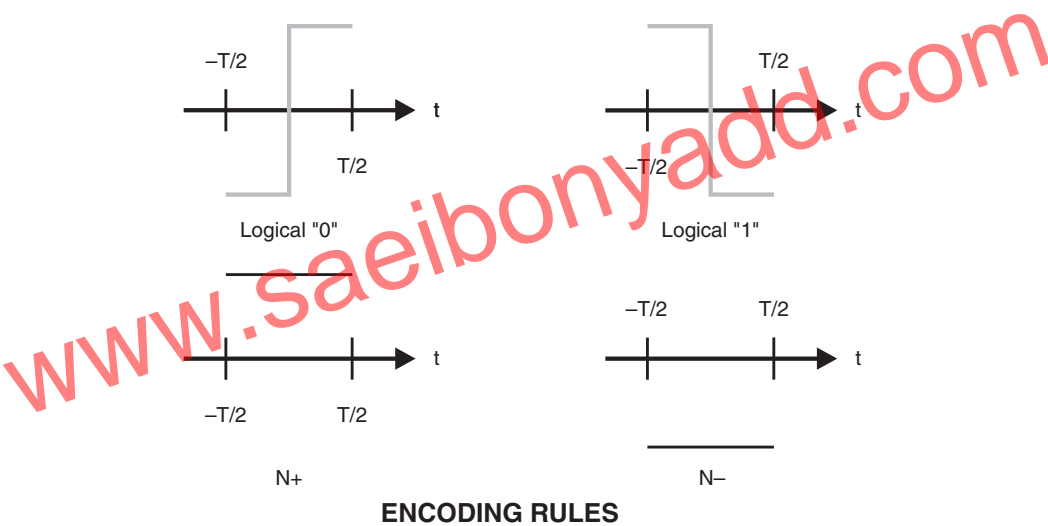 –T/2
T/2
t
T/2
–T/2
t
Logical "0"
Logical "1"
www.saeibonyadd.com
–T/2
T/2
t
t
–T/2
T/2
N+
N–
ENCODING RULES